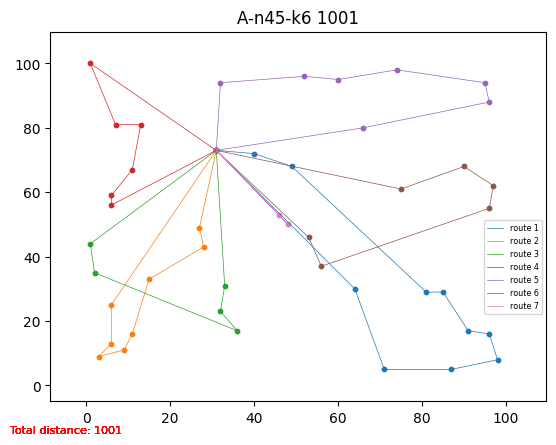 A-n45-k6 1001
100
80
60
40
20
0
0 20 40 60 80 100
route 1
route 2
route 3
route 4
route 5
route 6
route 7
Total distance: 1001